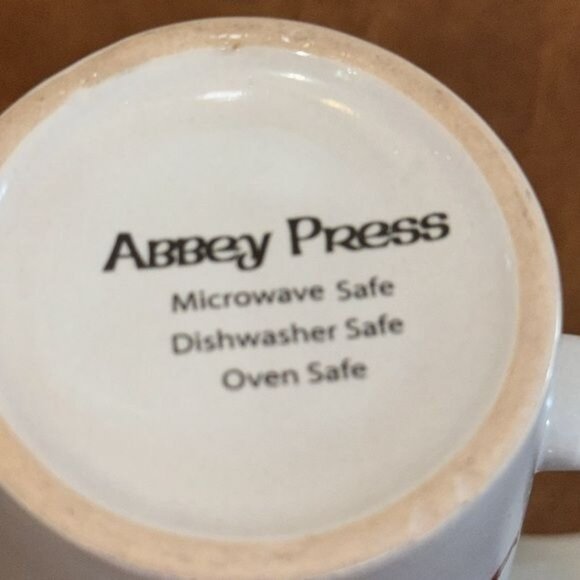 Abbey Press
Microwave Safe
Dishwasher Safe
Oven Safe